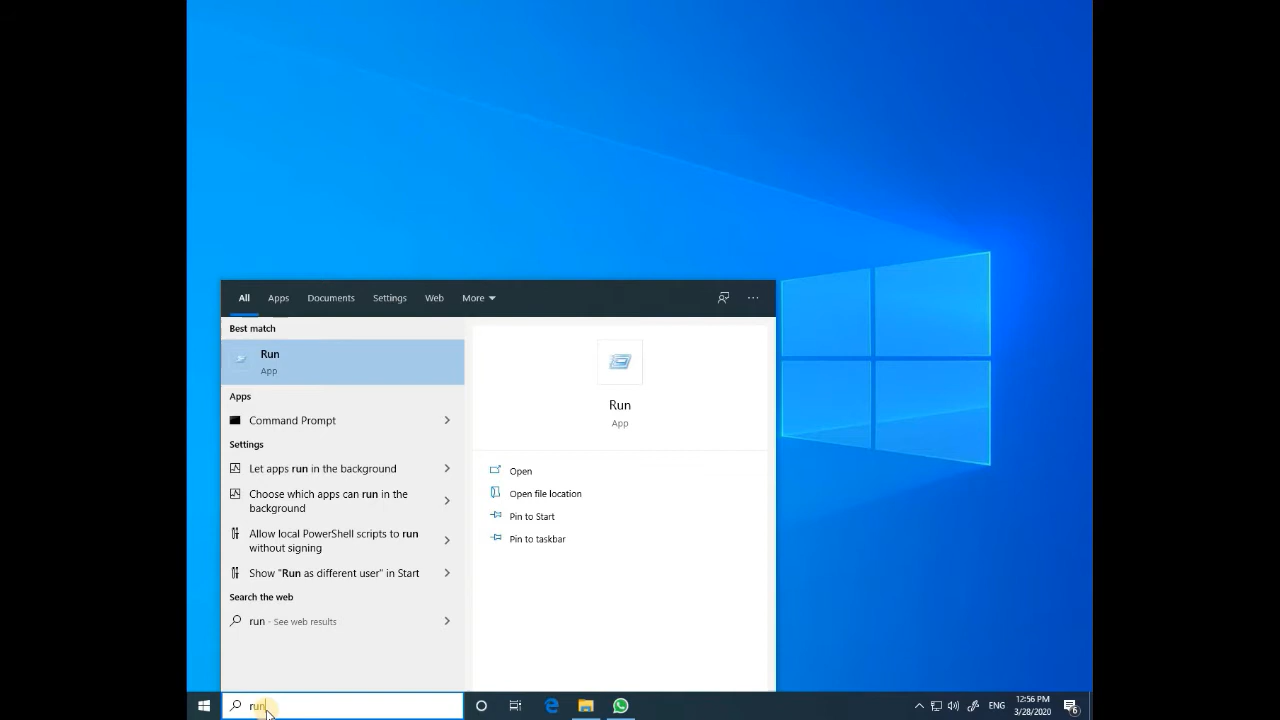 All Apps Documents Settings Web More
Best match
Run
App
Apps
Command Prompt
Settings
Let apps run in the background
Choose which apps can run in the
background
Allow local PowerShell scripts to run
without signing
Show "Run as different user" in Start
Search the web
run - See web results
Run
App
Open
Open file location
Pin to Start
Pin to taskbar
run
ENG
12:56 PM
3/28/2020
6